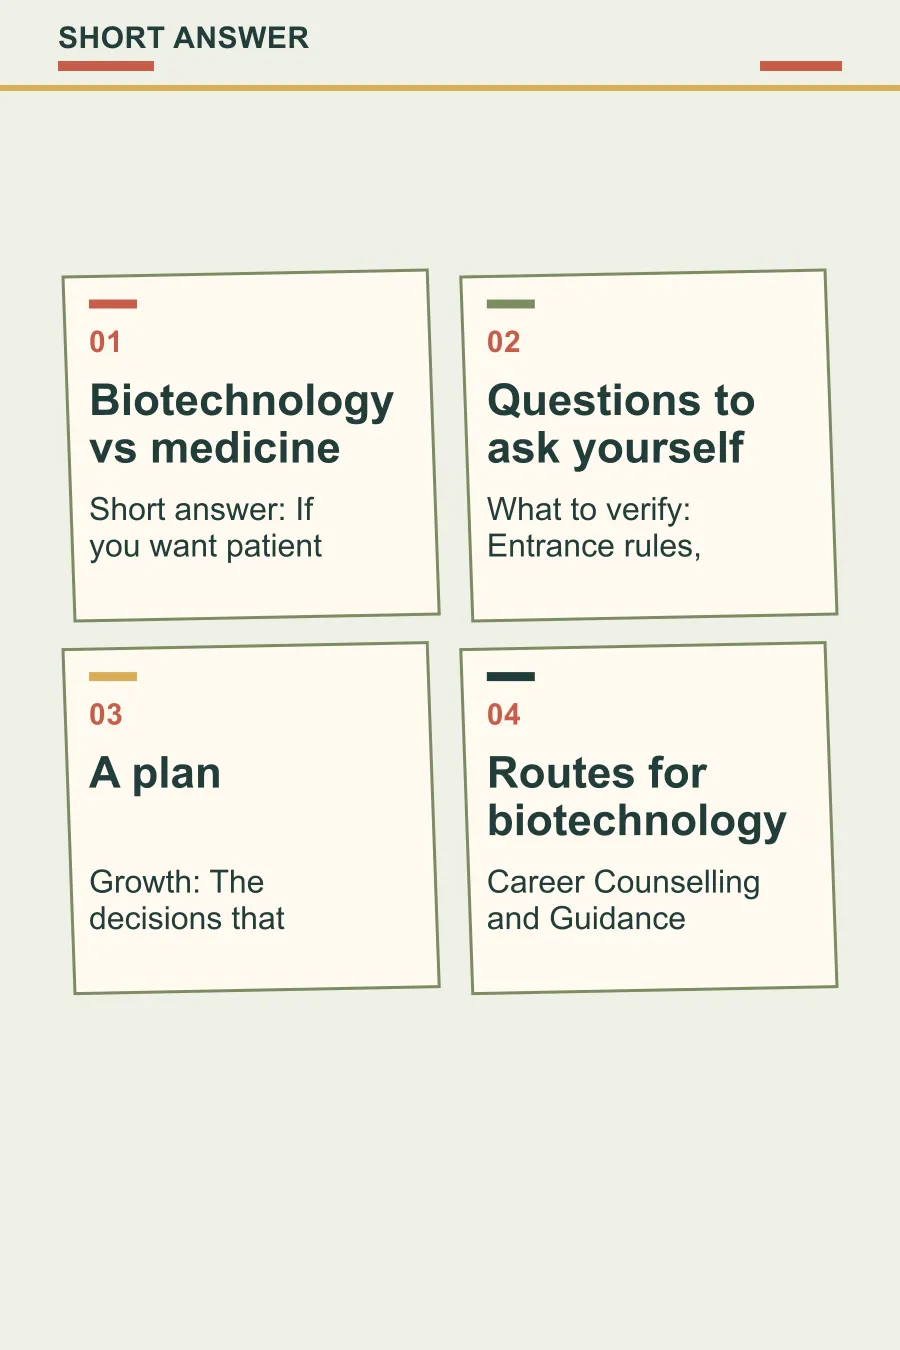 SHORT ANSWER
01
Biotechnology
vs medicine
Short answer: If
you want patient
02
Questions to
ask yourself
What to verify:
Entrance rules,
03
A plan
Growth: The
decisions that
04
Routes for
biotechnology
Career Counselling
and Guidance